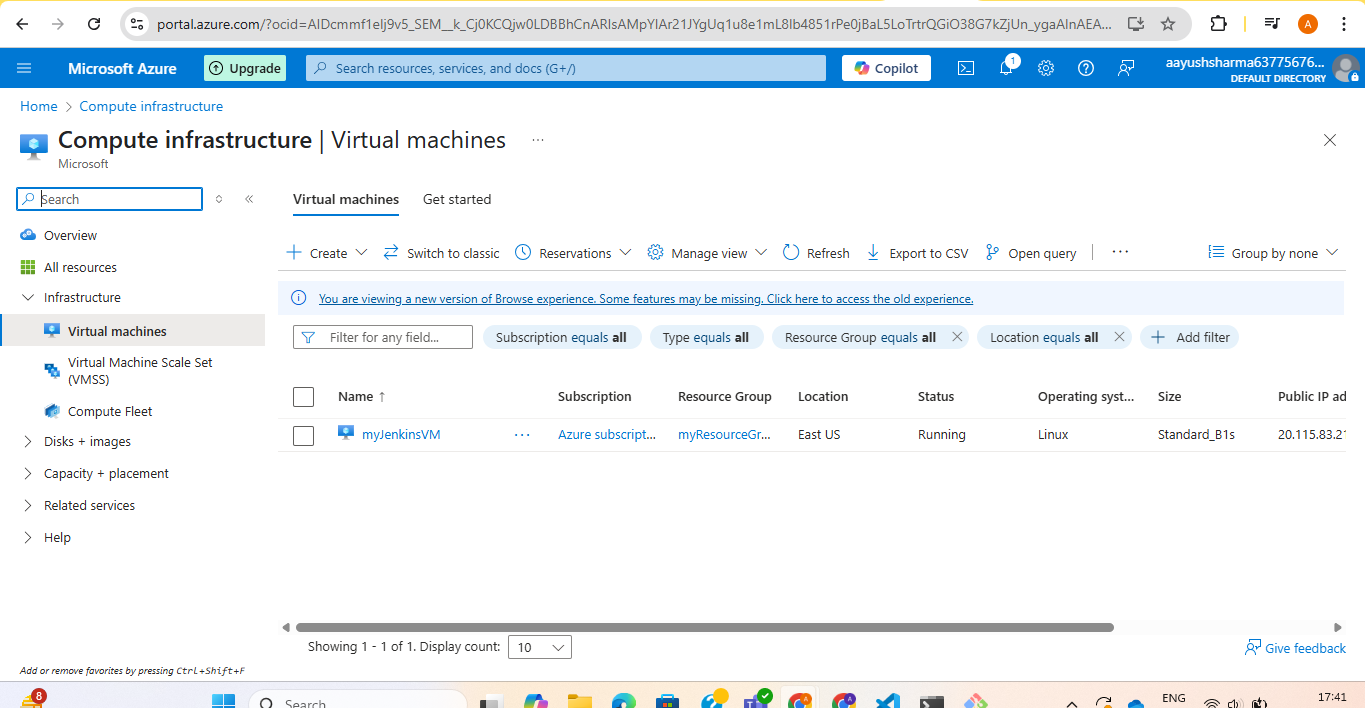 portal.azure.com/?ocid=AIDcmmf1eIj9v5_SEM__k_Cj0KCQjw0LDBBhCnARIsAMpYlAr21JYgUq1u8e1mL8lb4851rPe0jBaL5LoTrtrQGiO38G7kZjUn_ygaAlnAEA...
A
Microsoft Azure
Upgrade
Search resources, services, and docs (G+/)
Copilot
1
aayushsharma63775676...
DEFAULT DIRECTORY
Home > Compute infrastructure
Compute infrastructure | Virtual machines ...
Microsoft
Search
Virtual machines Get started
Overview
All resources
Infrastructure
Virtual machines
Virtual Machine Scale Set
(VMSS)
Compute Fleet
Disks + images
Capacity + placement
Related services
Help
Create Switch to classic Reservations Manage view Refresh Export to CSV Open query ... Group by none
You are viewing a new version of Browse experience. Some features may be missing. Click here to access the old experience.
Filter for any field... Subscription equals all Type equals all Resource Group equals all Location equals all Add filter
Name ↑ Subscription Resource Group Location Status Operating syst... Size Public IP ad
myJenkinsVM ... Azure subscript... myResourceGr... East US Running Linux Standard_B1s 20.115.83.21
Showing 1 - 1 of 1. Display count: 10
Give feedback
Add or remove favorites by pressing Ctrl+Shift+F
8
Search
A
A
ENG
17:41